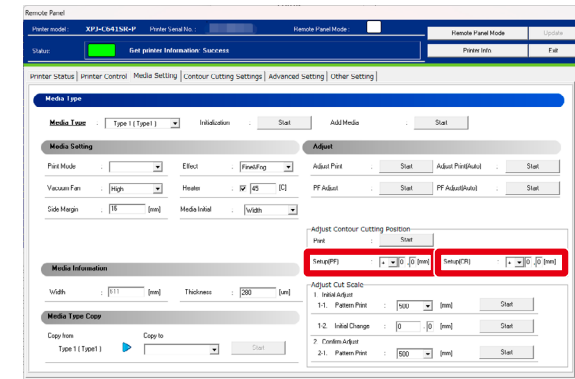 Remote Panel
Printer model : XPJ-C641SR-P Printer Serial No. : Remote Panel Mode : Remote Panel Mode Update
Status: Get printer Information: Success Printer Info Exit
Printer Status Printer Control Media Setting Contour Cutting Settings Advanced Setting Other Setting
Media Type
Media Type : Type 1 ( Type1 ) Initialization : Start Add Media : Start
Media Setting Adjust
Print Mode : Effect : Fine&Fog Adjust Print : Start Adjust Print(Auto) : Start
Vacuum Fan : High Heater : 45 [C] PF Adjust : Start PF Adjust(Auto) : Start
Side Margin : 16 [mm] Media Initial : Width
Adjust Contour Cutting Position
Print : Start
Setup(PF) : + 0 . 0 [mm] Setup(CR) : + 0 . 0 [mm]
Media Information
Width : 611 [mm] Thickness : 280 [um]
Adjust Cut Scale
1. Initial Adjust
1-1. Pattern Print : 500 [mm] Start
Media Type Copy
1-2. Initial Change : 0 . 0 [mm] Start
Copy from Copy to
2. Confirm Adjust
Type 1 ( Type1 ) Start
2-1. Pattern Print : 500 [mm] Start